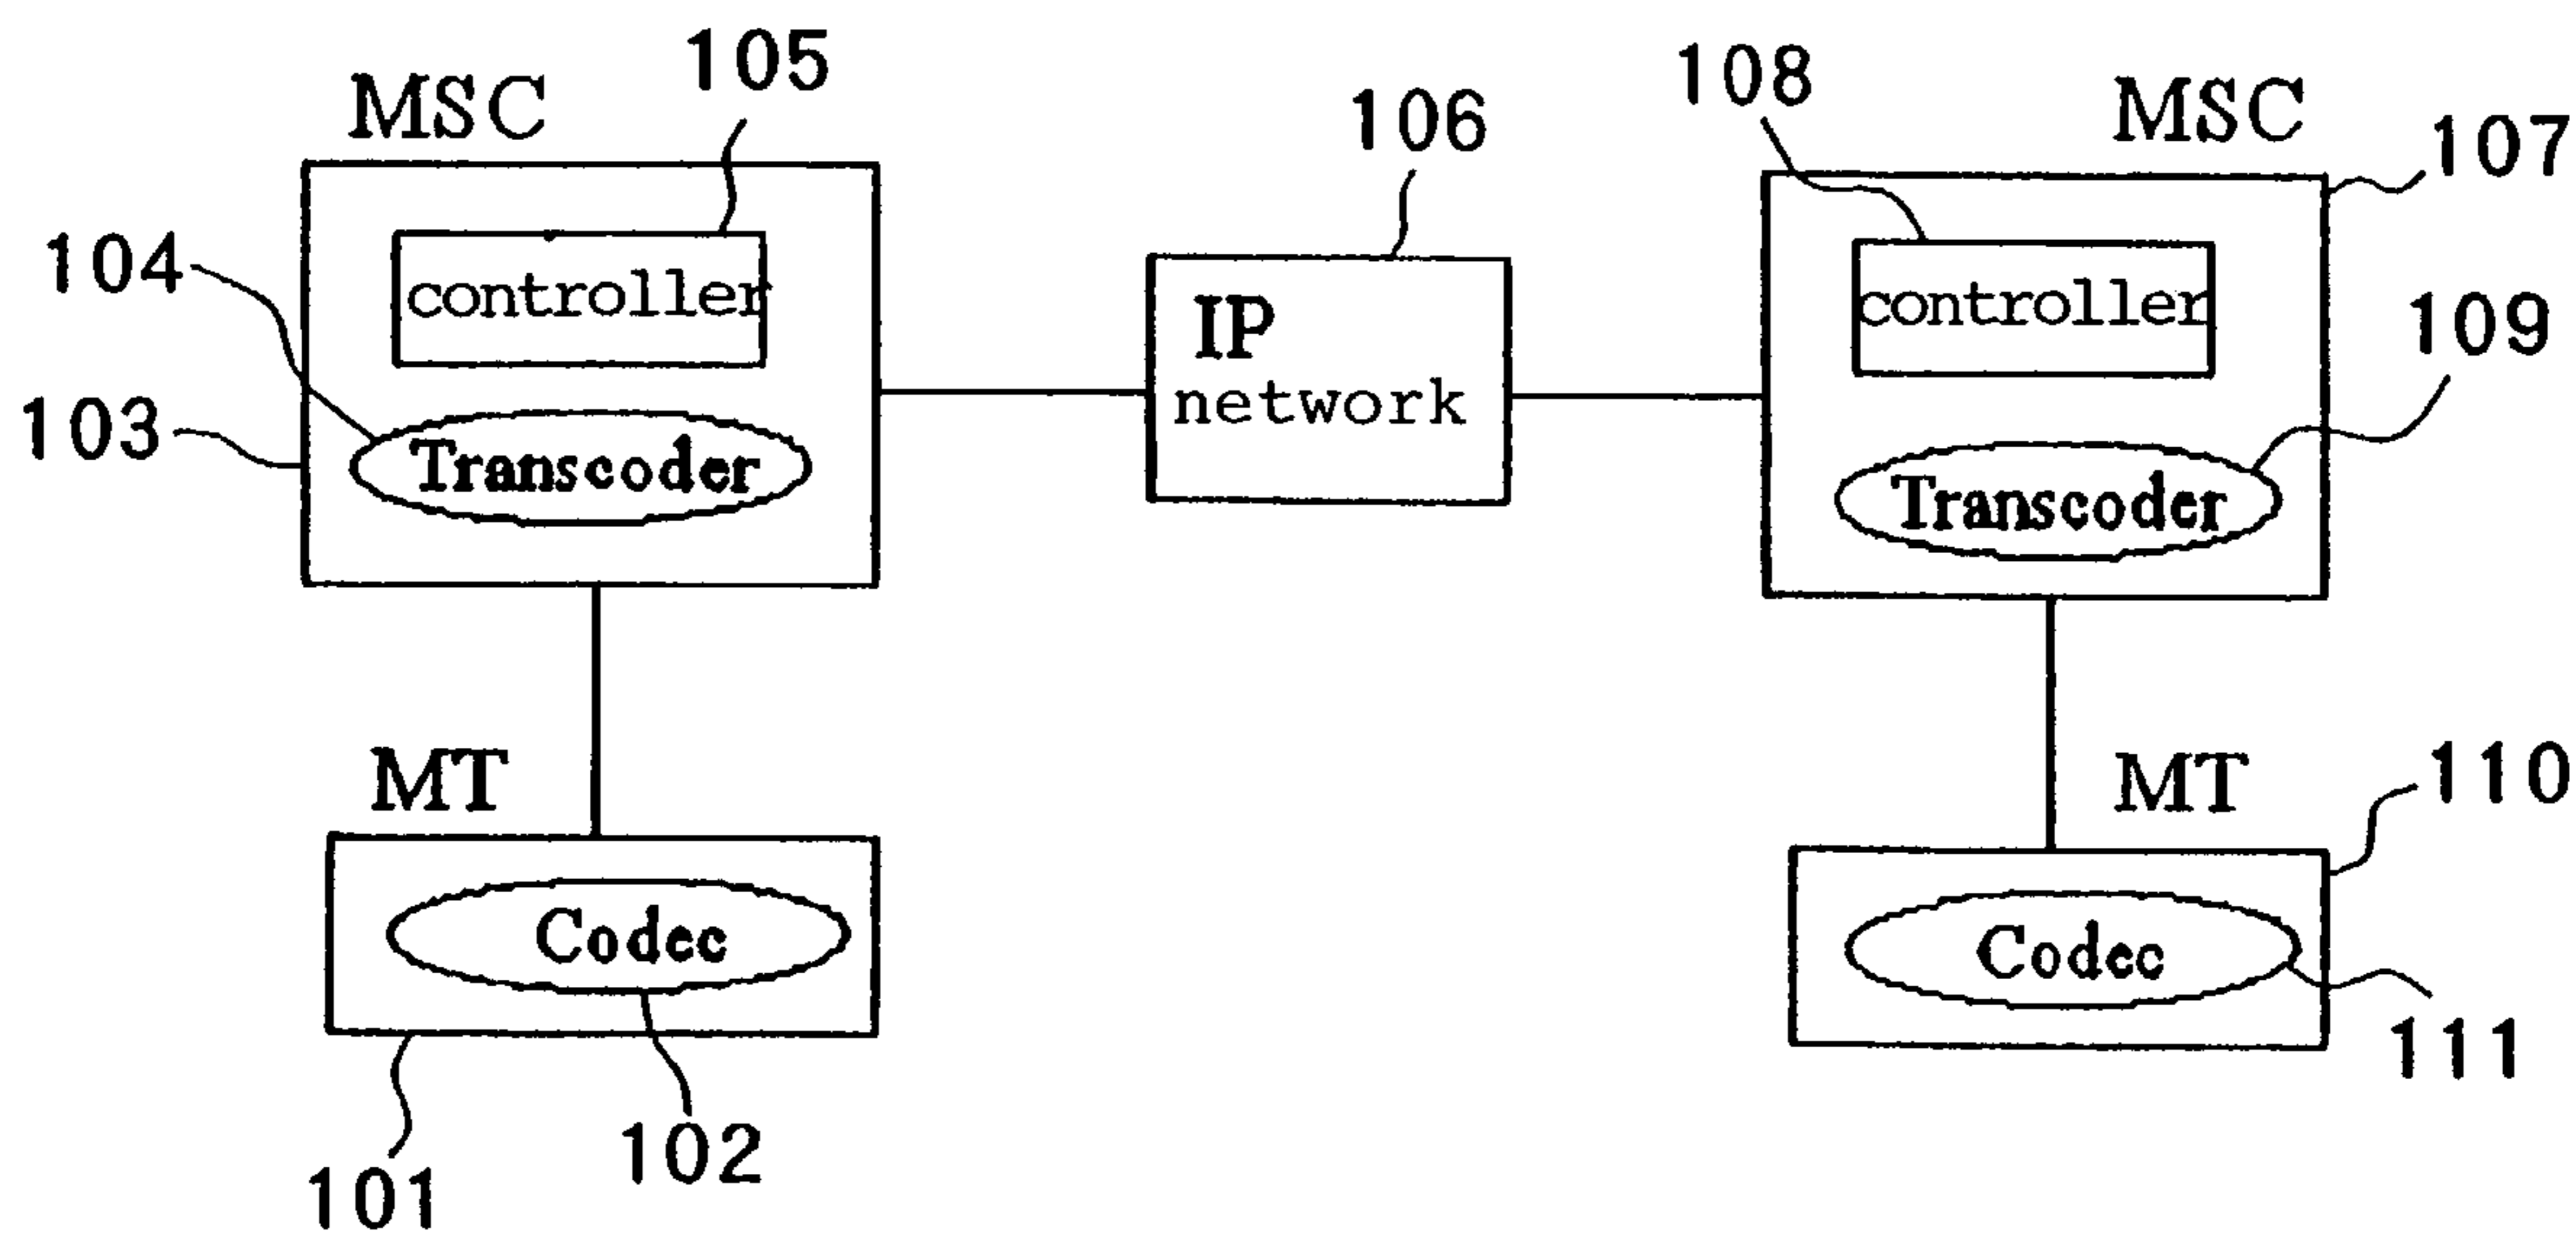 105
108
MSC
MSC
106
107
104
controller
controller
IP
network
109
103
Transcoder
Transcoder
MT
MT
110
Codec
Codec
111
102
101